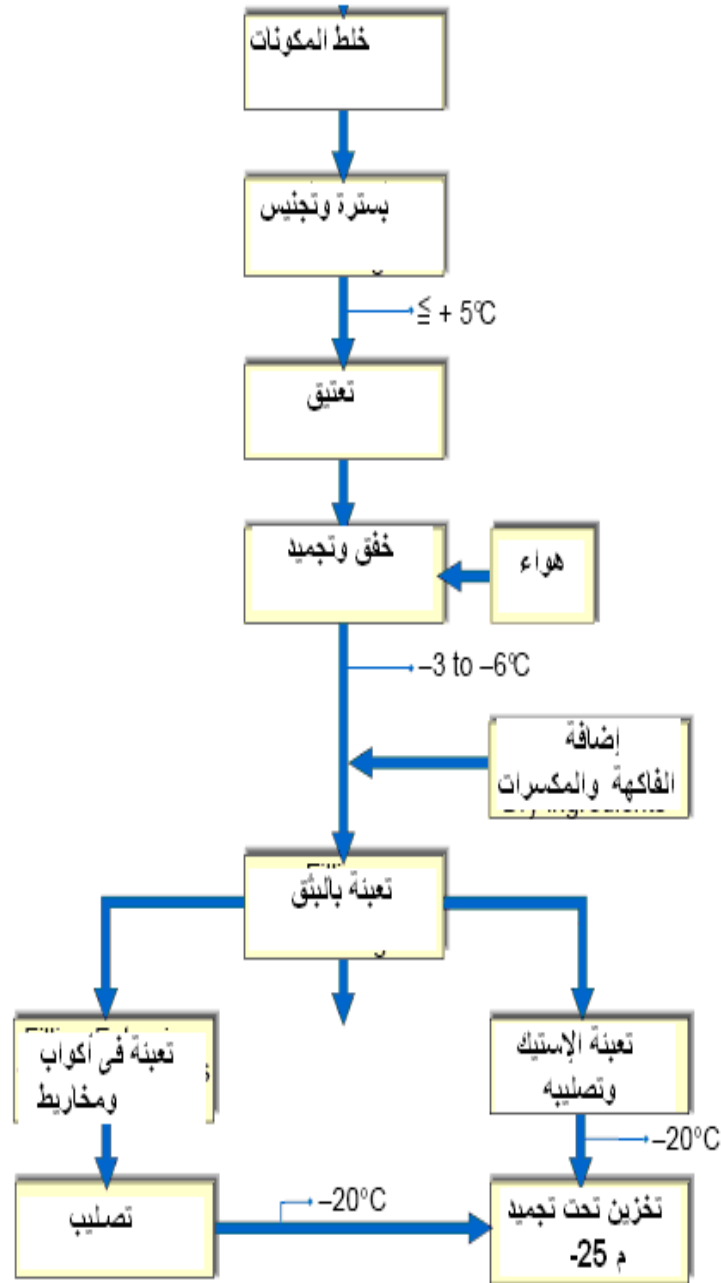 خلط المكونات
بسترة وتجنيس
≦ + 5°C
تعتيق
خفق وتجميد
هواء
–3 to –6°C
إضافة
الفاكهة والمكسرات
تعبئة بالبثق
تعبئة فى أكواب
ومخاريط
تعبئة الإستيك
وتصليبه
–20°C
تصليب
–20°C
تخزين تحت تجميد
-25 م